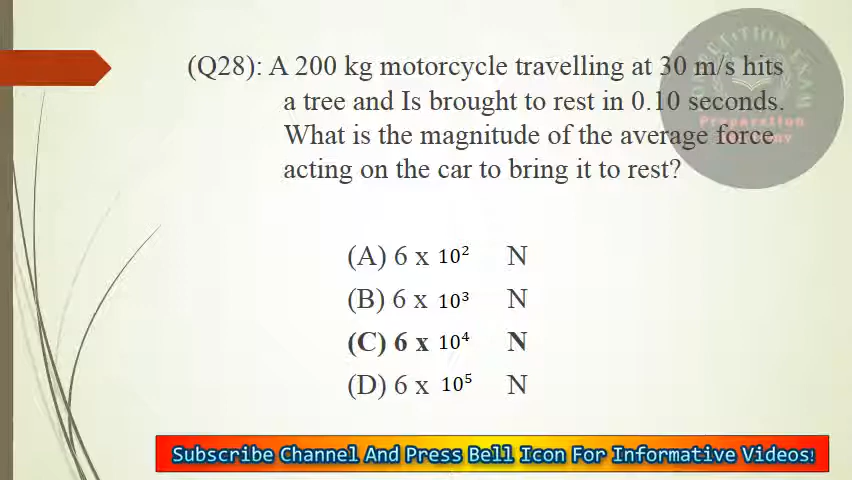 (Q28): A 200 kg motorcycle travelling at 30 m/s hits
a tree and Is brought to rest in 0.10 seconds.
What is the magnitude of the average force
acting on the car to bring it to rest?
(A) 6 x 10² N
(B) 6 x 10³ N
(C) 6 x 10⁴ N
(D) 6 x 10⁵ N
Preparation
Subscribe Channel And Press Bell Icon For Informative Videos!